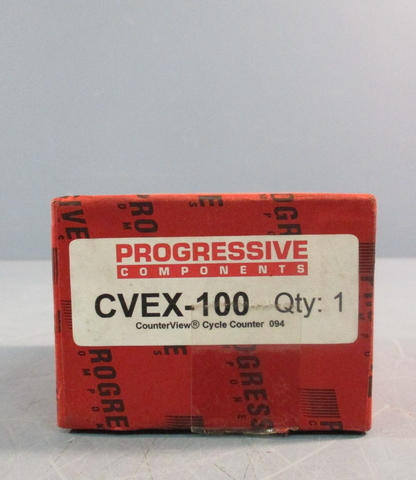 PROGRESSIVE
COMPONENTS
CVEX-100 Qty: 1
CounterView® Cycle Counter 094